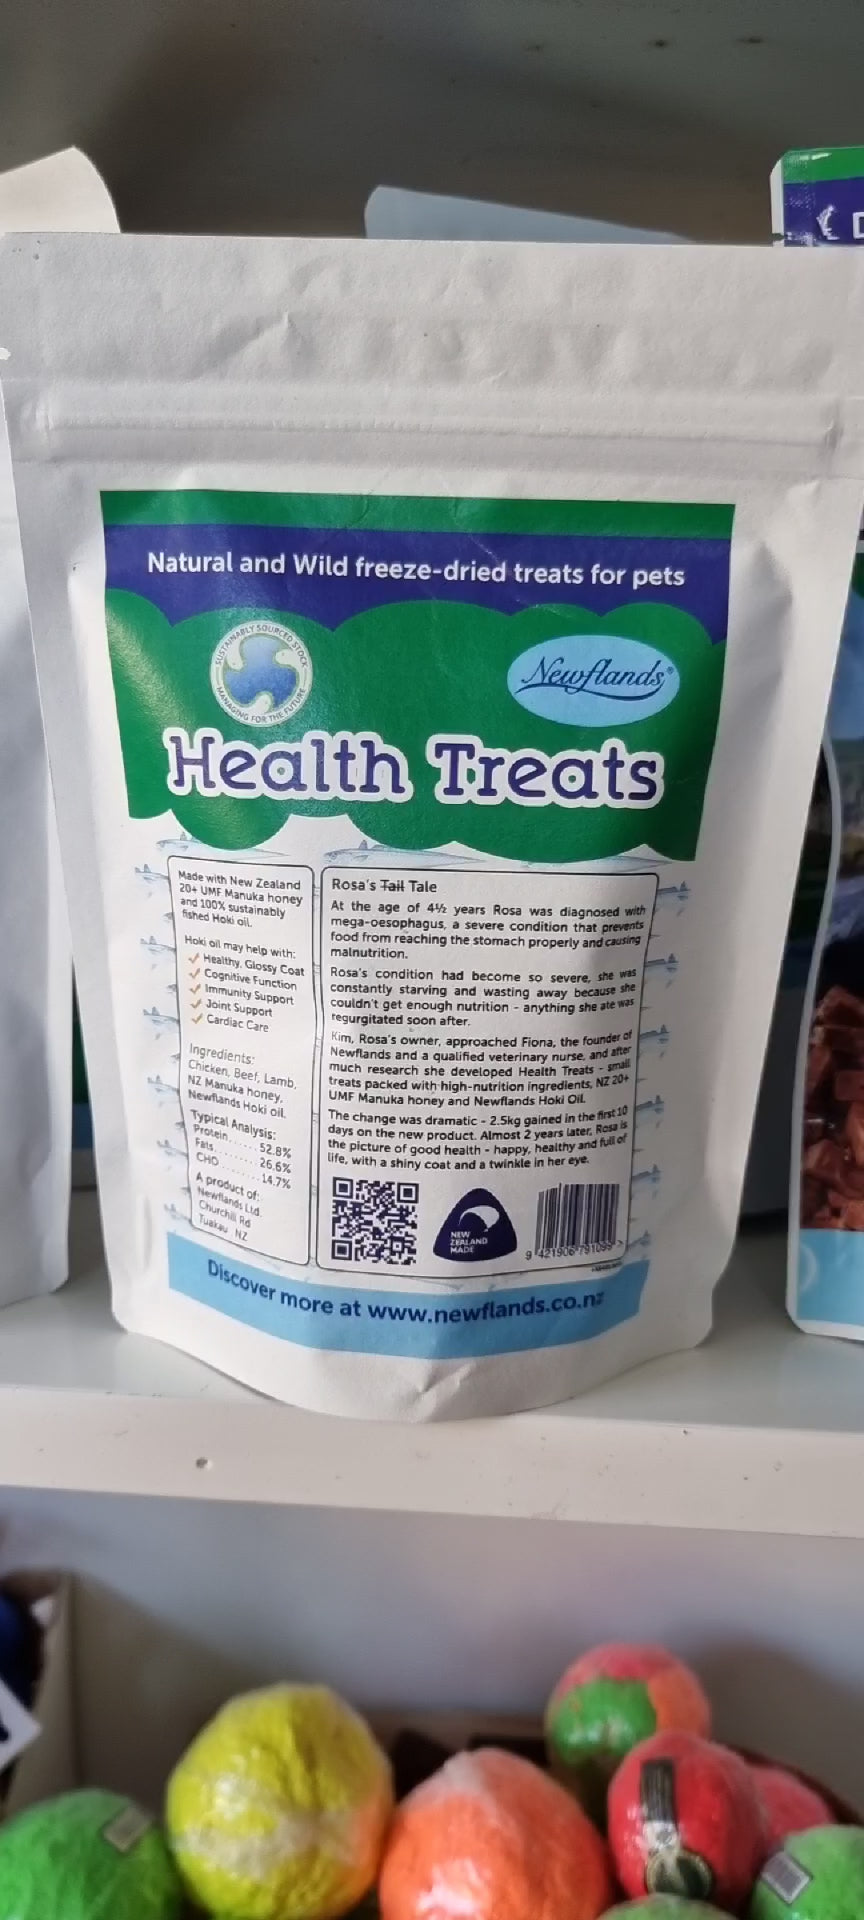 Natural and Wild freeze-dried treats for pets
SUSTAINABLY SOURCED STOCK
MANAGING FOR THE FUTURE
Newflands®
Health Treats
Made with New Zealand
20+ UMF Manuka honey
and 100% sustainably
fished Hoki oil.
Hoki oil may help with:
✓ Healthy, Glossy Coat
✓ Cognitive Function
✓ Immunity Support
✓ Joint Support
✓ Cardiac Care
Ingredients:
Chicken, Beef, Lamb,
NZ Manuka honey,
Newflands Hoki oil.
Typical Analysis:
Protein...... 52.8%
Fats......... 26.6%
CHO......... 14.7%
A product of:
Newflands Ltd.
Churchill Rd
Tuakau NZ
Rosa's Tail Tale
At the age of 4½ years Rosa was diagnosed with
mega-oesophagus, a severe condition that prevents
food from reaching the stomach properly and causing
malnutrition.
Rosa's condition had become so severe, she was
constantly starving and wasting away because she
couldn't get enough nutrition - anything she ate was
regurgitated soon after.
Kim, Rosa's owner, approached Fiona, the founder of
Newflands and a qualified veterinary nurse, and after
much research she developed Health Treats - small
treats packed with high-nutrition ingredients, NZ 20+
UMF Manuka honey and Newflands Hoki Oil.
The change was dramatic - 2.5kg gained in the first 10
days on the new product. Almost 2 years later, Rosa is
the picture of good health - happy, healthy and full of
life, with a shiny coat and a twinkle in her eye.
NEW
ZEALAND
MADE
9 421906 791099 >
Discover more at www.newflands.co.nz